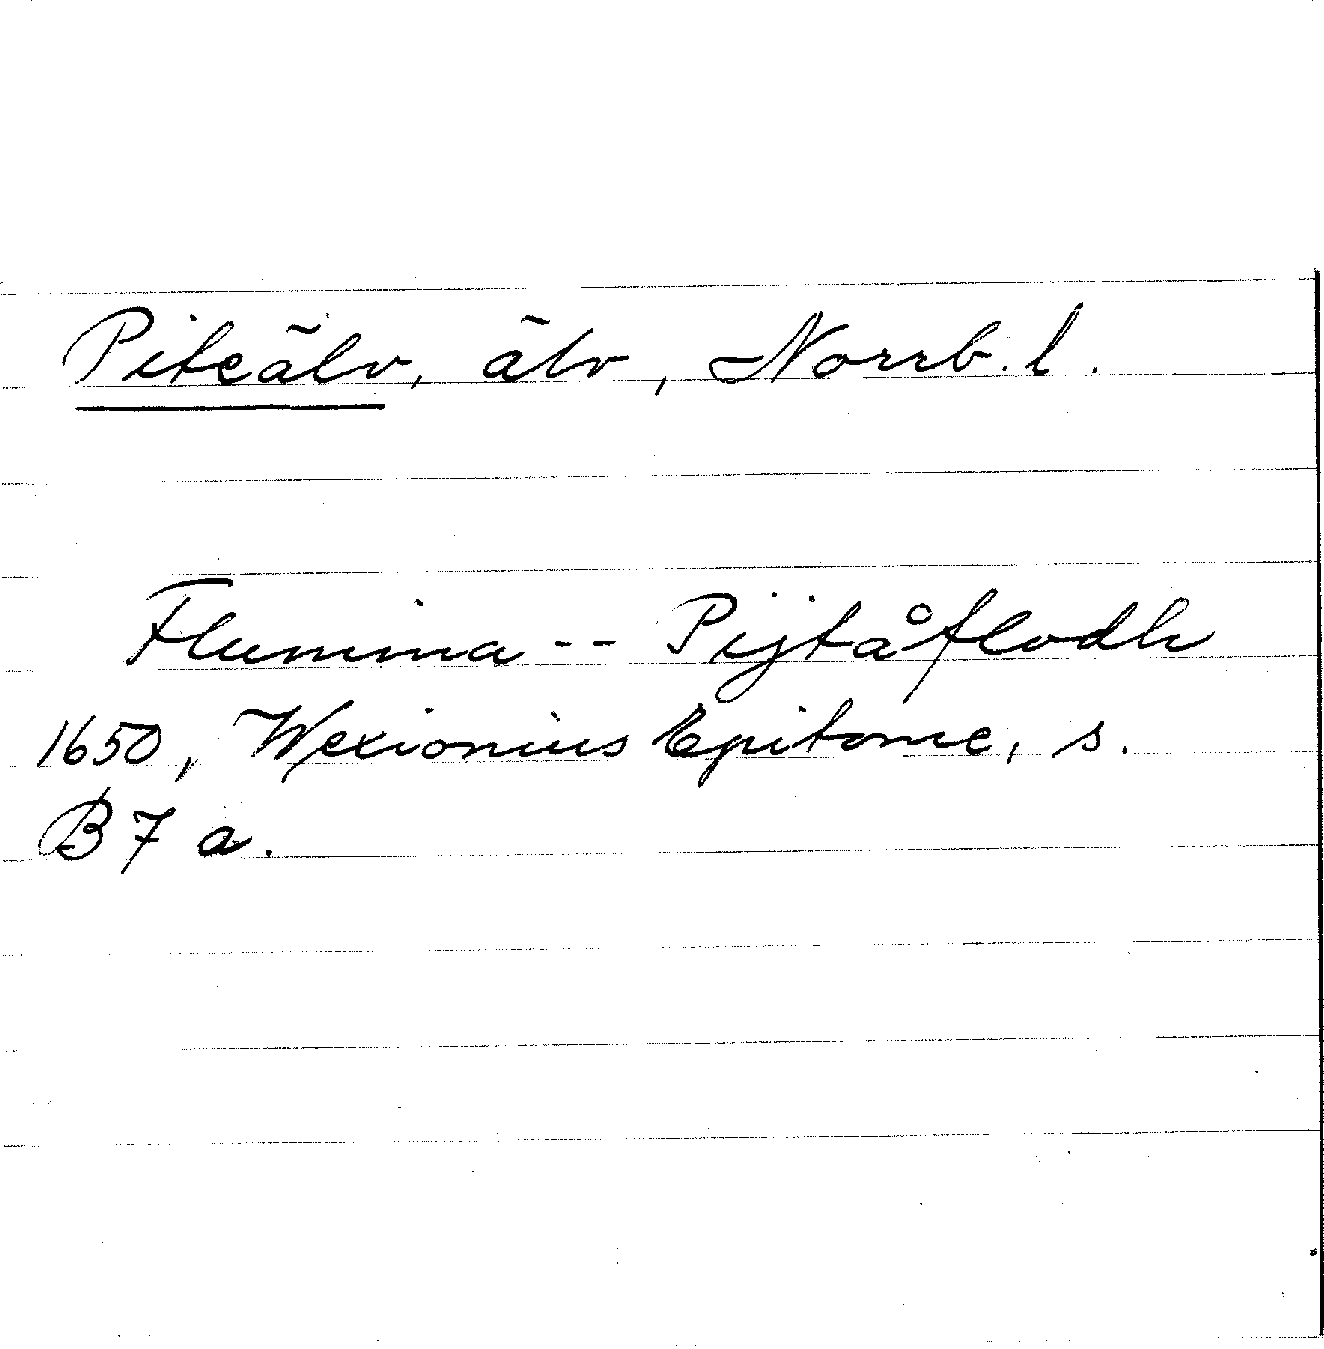 Piteälv, älv, Norrb. l.
Flumina -- Pijtåflodh
1650, Wexionius Epitome, s.
B 7 a.